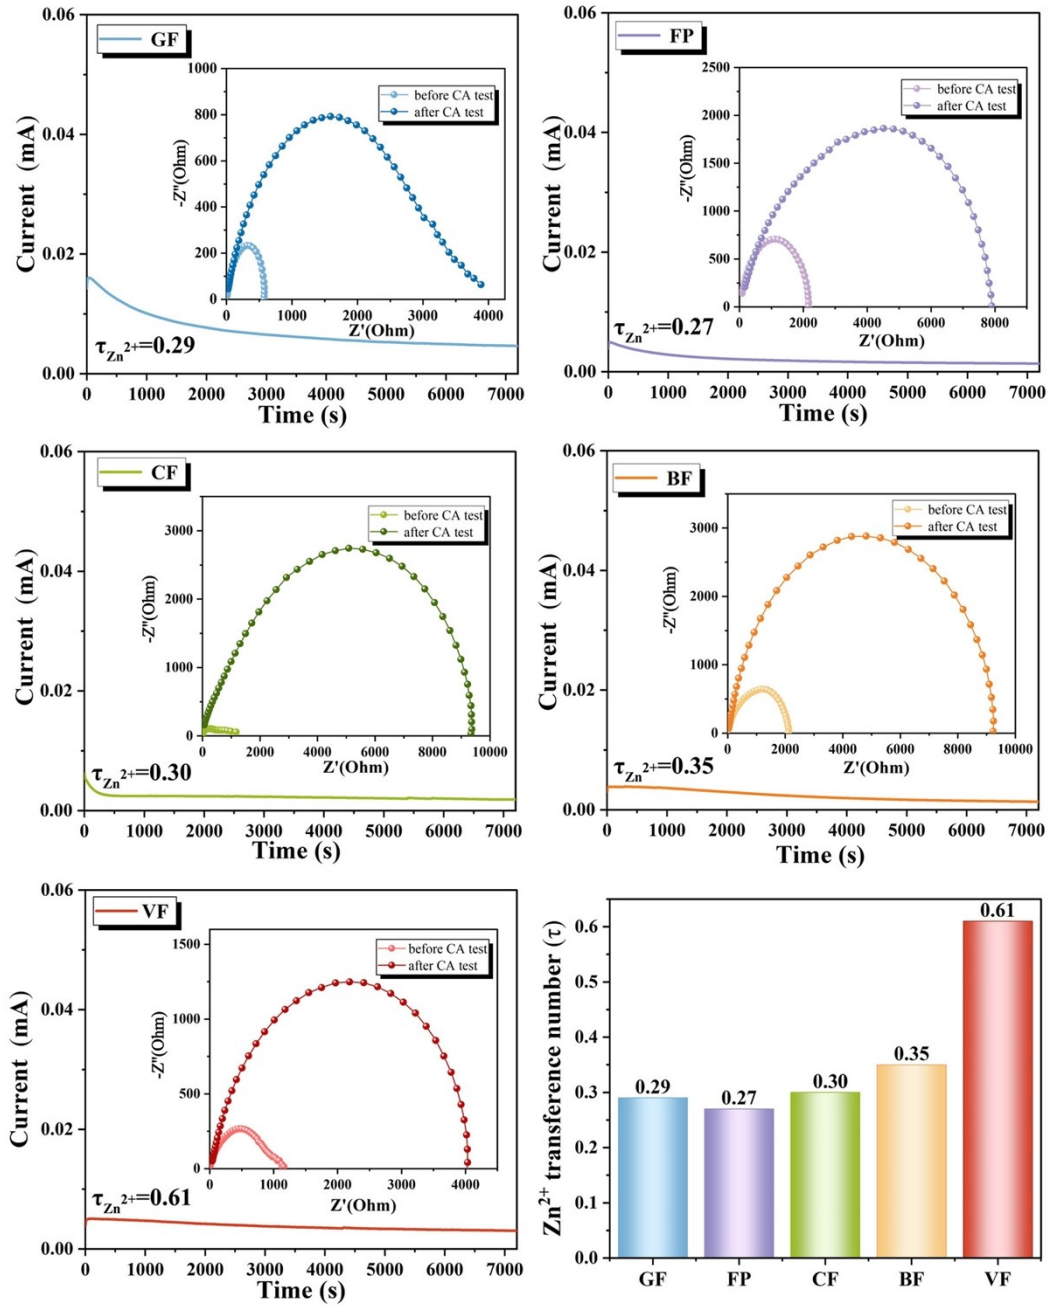 GF
before CA test
after CA test
1000
800
600
400
200
0
-Z''(Ohm)
0 1000 2000 3000 4000
Z'(Ohm)
0.06
0.04
0.02
0.00
Current (mA)
τZn²⁺=0.29
0 1000 2000 3000 4000 5000 6000 7000
Time (s)
FP
before CA test
after CA test
2500
2000
1500
1000
500
0
-Z''(Ohm)
0 2000 4000 6000 8000
Z'(Ohm)
0.06
0.04
0.02
0.00
Current (mA)
τZn²⁺=0.27
0 1000 2000 3000 4000 5000 6000 7000
Time (s)
CF
before CA test
after CA test
3000
2000
1000
0
-Z''(Ohm)
0 2000 4000 6000 8000 10000
Z'(Ohm)
0.06
0.04
0.02
0.00
Current (mA)
τZn²⁺=0.30
0 1000 2000 3000 4000 5000 6000 7000
Time (s)
BF
before CA test
after CA test
3000
2000
1000
0
-Z''(Ohm)
0 2000 4000 6000 8000 10000
Z'(Ohm)
0.06
0.04
0.02
0.00
Current (mA)
τZn²⁺=0.35
0 1000 2000 3000 4000 5000 6000 7000
Time (s)
VF
before CA test
after CA test
1500
1000
500
0
-Z''(Ohm)
0 1000 2000 3000 4000
Z'(Ohm)
0.06
0.04
0.02
0.00
Current (mA)
τZn²⁺=0.61
0 1000 2000 3000 4000 5000 6000 7000
Time (s)
Zn²⁺ transference number (τ)
0.6
0.5
0.4
0.3
0.2
0.1
0.0
0.29 0.27 0.30 0.35 0.61
GF FP CF BF VF